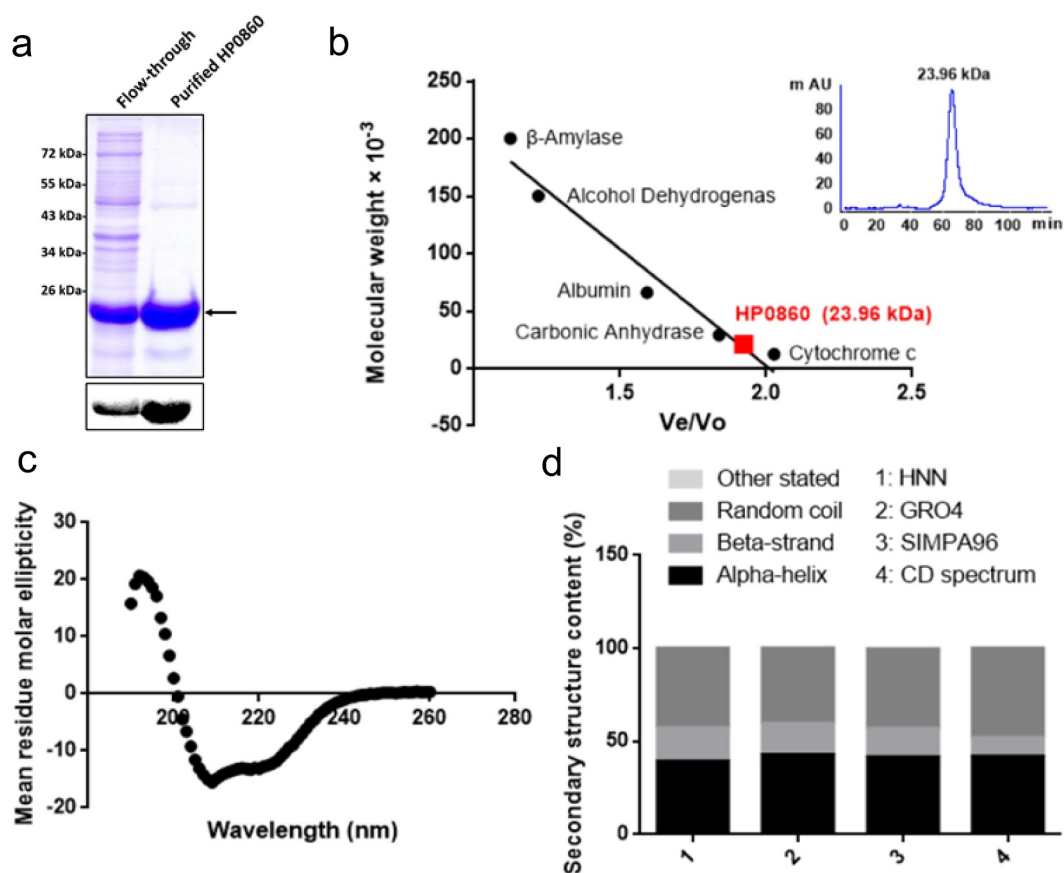 a
Flow-through
Purified HP0860
72 kDa
55 kDa
43 kDa
34 kDa
26 kDa
b
Molecular weight × 10⁻³
250
200
150
100
50
0
-50
β-Amylase
Alcohol Dehydrogenas
Albumin
Carbonic Anhydrase
HP0860 (23.96 kDa)
Cytochrome c
1.5
2.0
2.5
Ve/Vo
23.96 kDa
m AU
80
60
40
20
0
0 20 40 60 80 100
min
c
Mean residue molar ellipticity
30
20
10
0
-10
-20
200 220 240 260 280
Wavelength (nm)
d
Other stated 1: HNN
Random coil 2: GRO4
Beta-strand 3: SIMPA96
Alpha-helix 4: CD spectrum
Secondary structure content (%)
150
100
50
0
1 2 3 4